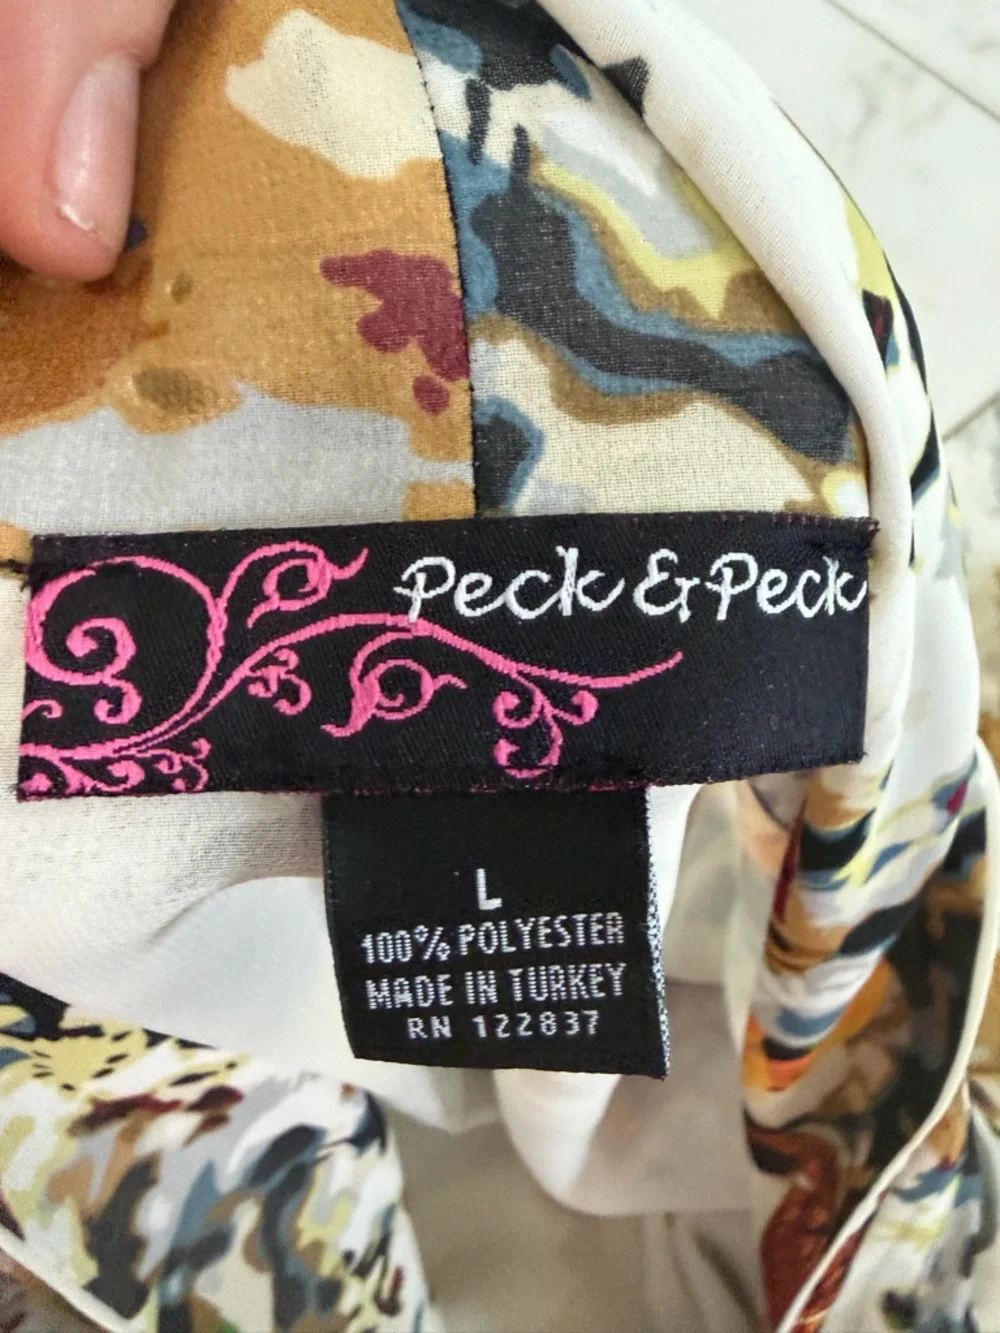 Peck & Peck
L
100% POLYESTER
MADE IN TURKEY
RN 122837